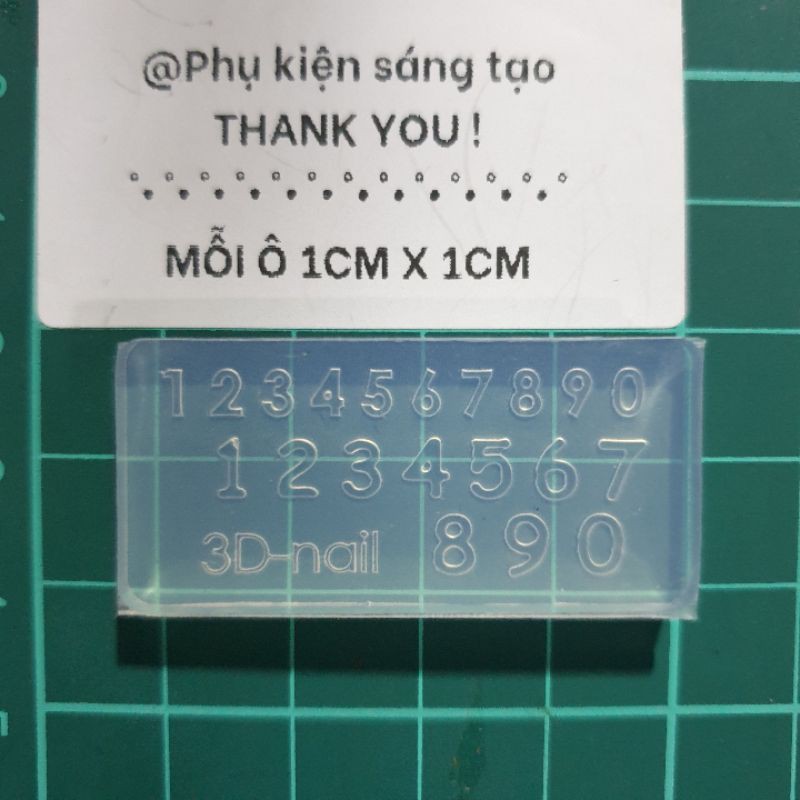 @Phụ kiện sáng tạo
THANK YOU !
MỖI Ô 1CM X 1CM
1234567890
1234567
3D-nail 890